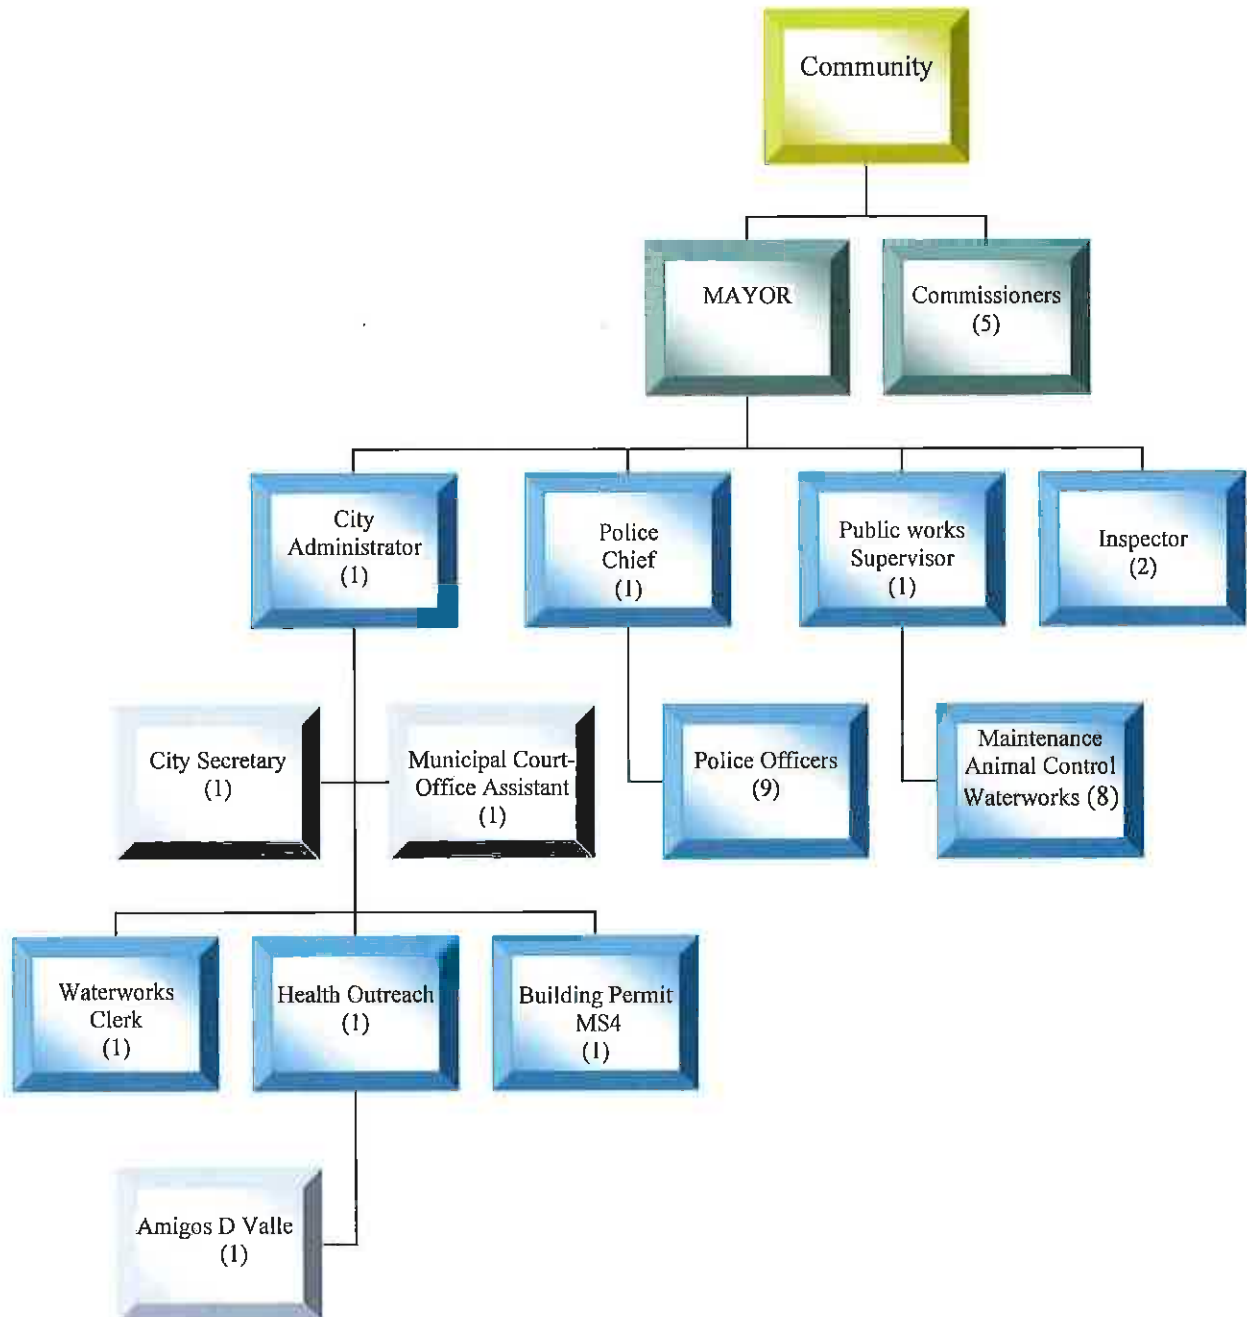 Community
MAYOR
Commissioners
(5)
City
Administrator
(1)
Police
Chief
(1)
Public works
Supervisor
(1)
Inspector
(2)
City Secretary
(1)
Municipal Court-
Office Assistant
(1)
Police Officers
(9)
Maintenance
Animal Control
Waterworks (8)
Waterworks
Clerk
(1)
Health Outreach
(1)
Building Permit
MS4
(1)
Amigos D Valle
(1)